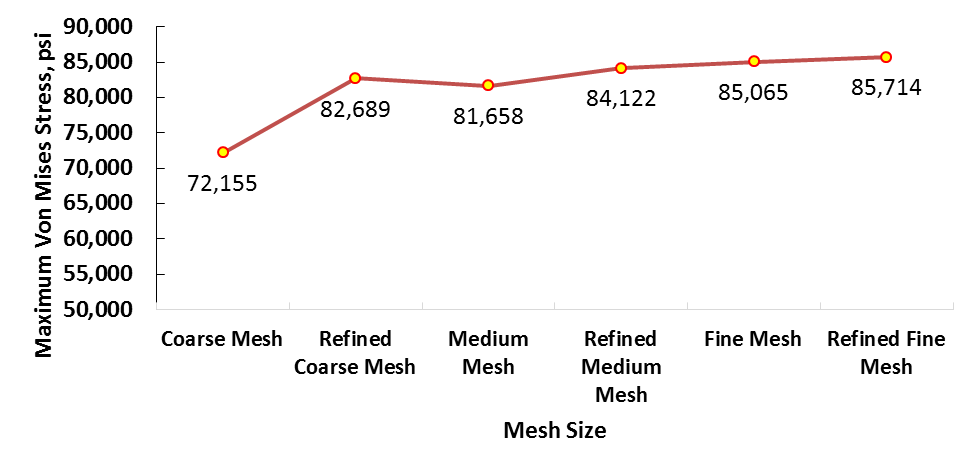 Maximum Von Mises Stress, psi
90,000
85,000
80,000
75,000
70,000
65,000
60,000
55,000
50,000
72,155
82,689
81,658
84,122
85,065
85,714
Coarse Mesh
Refined
Coarse Mesh
Medium
Mesh
Refined
Medium
Mesh
Fine Mesh
Refined Fine
Mesh
Mesh Size